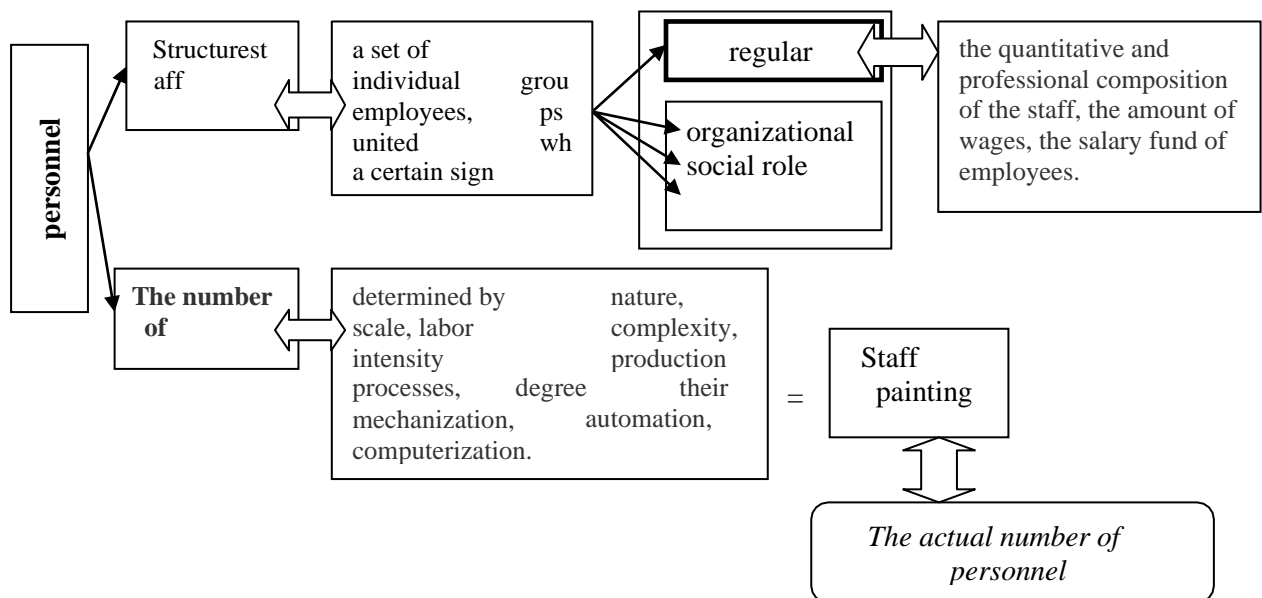 personnel
Structurest
aff
a set of
individual grou
employees, ps
united wh
a certain sign
regular
organizational
social role
the quantitative and
professional composition
of the staff, the amount of
wages, the salary fund of
employees.
The number
of
determined by nature,
scale, labor complexity,
intensity production
processes, degree their
mechanization, automation,
computerization.
=
Staff
painting
The actual number of
personnel